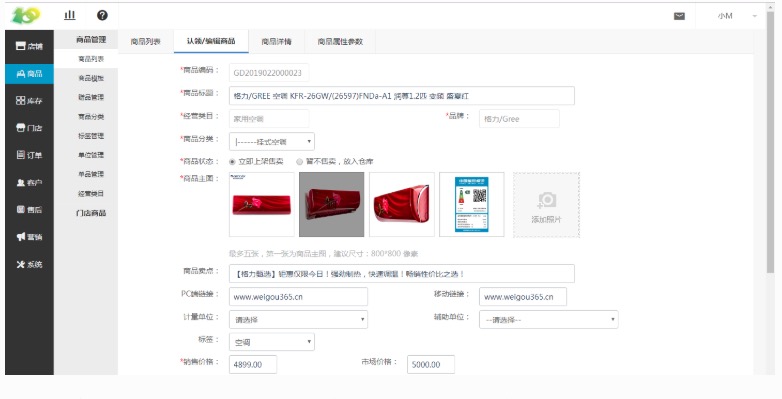 小M
店铺
商品
库存
门店
订单
客户
售后
营销
系统
商品管理
商品列表
商品模板
赠品管理
商品分类
标签管理
单位管理
单品管理
经营类目
门店商品
商品列表 认领/编辑商品 商品详情 商品属性参数
*商品编码： GD2019022000023
*商品标题： 格力/GREE 空调 KFR-26GW/(26597)FNDa-A1 润尊1.2匹 变频 蜜夏红
*经营类目： 家用空调 *品牌： 格力/Gree
*商品分类： |------挂式空调
*商品状态： 立即上架售卖 暂不售卖，放入仓库
*商品主图：
添加照片
最多五张，第一张为商品主图，建议尺寸：800*800 像素
商品卖点： 【格力甄选】钜惠仅限今日！强劲制热，快速调温！畅销性价比之选！
PC端链接： www.weigou365.cn 移动链接： www.weigou365.cn
计量单位： 请选择 辅助单位： --请选择--
标签： 空调
*销售价格： 4899.00 市场价格： 5000.00